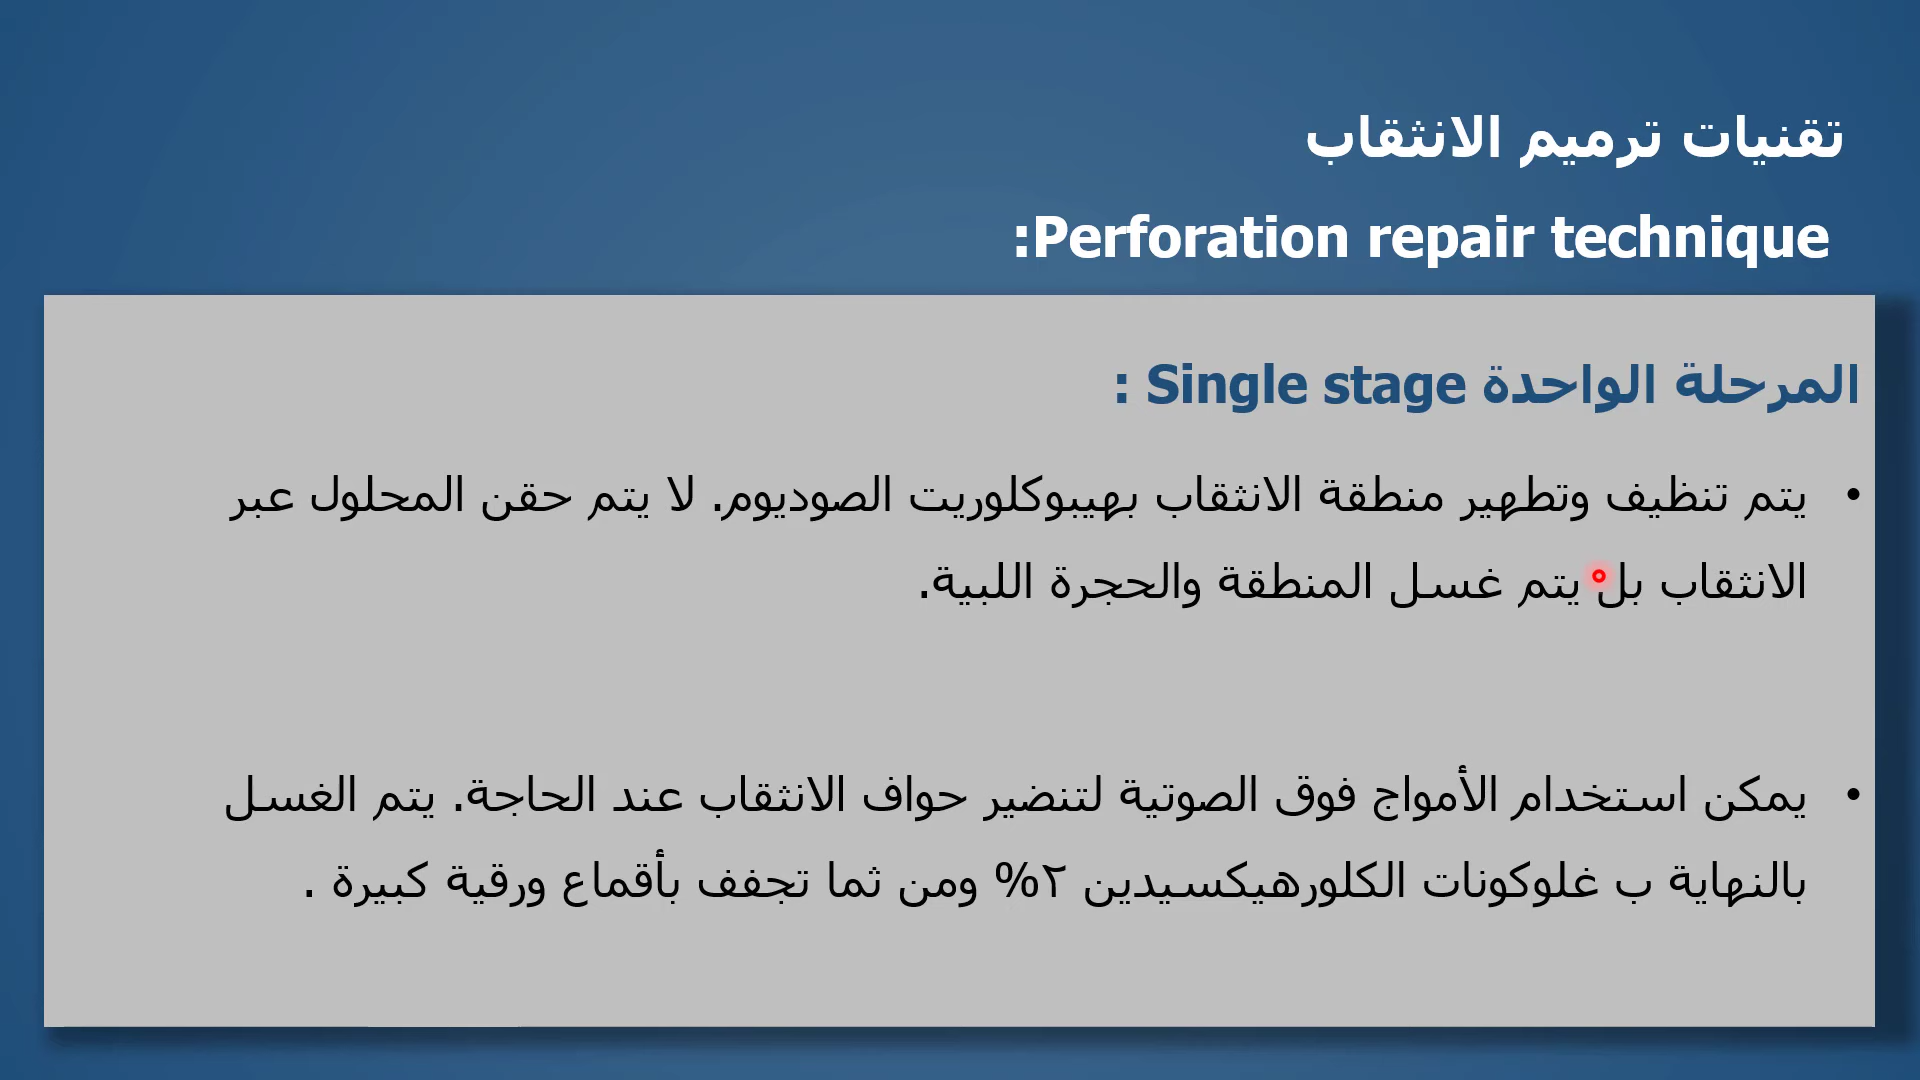 تقنيات ترميم الانثقاب
Perforation repair technique:
المرحلة الواحدة Single stage :
• يتم تنظيف وتطهير منطقة الانثقاب بهيبوكلوريت الصوديوم. لا يتم حقن المحلول عبر
الانثقاب بل يتم غسل المنطقة والحجرة اللبية.
• يمكن استخدام الأمواج فوق الصوتية لتنضير حواف الانثقاب عند الحاجة. يتم الغسل
بالنهاية ب غلوكونات الكلورهيكسيدين ٢% ومن ثما تجفف بأقماع ورقية كبيرة .